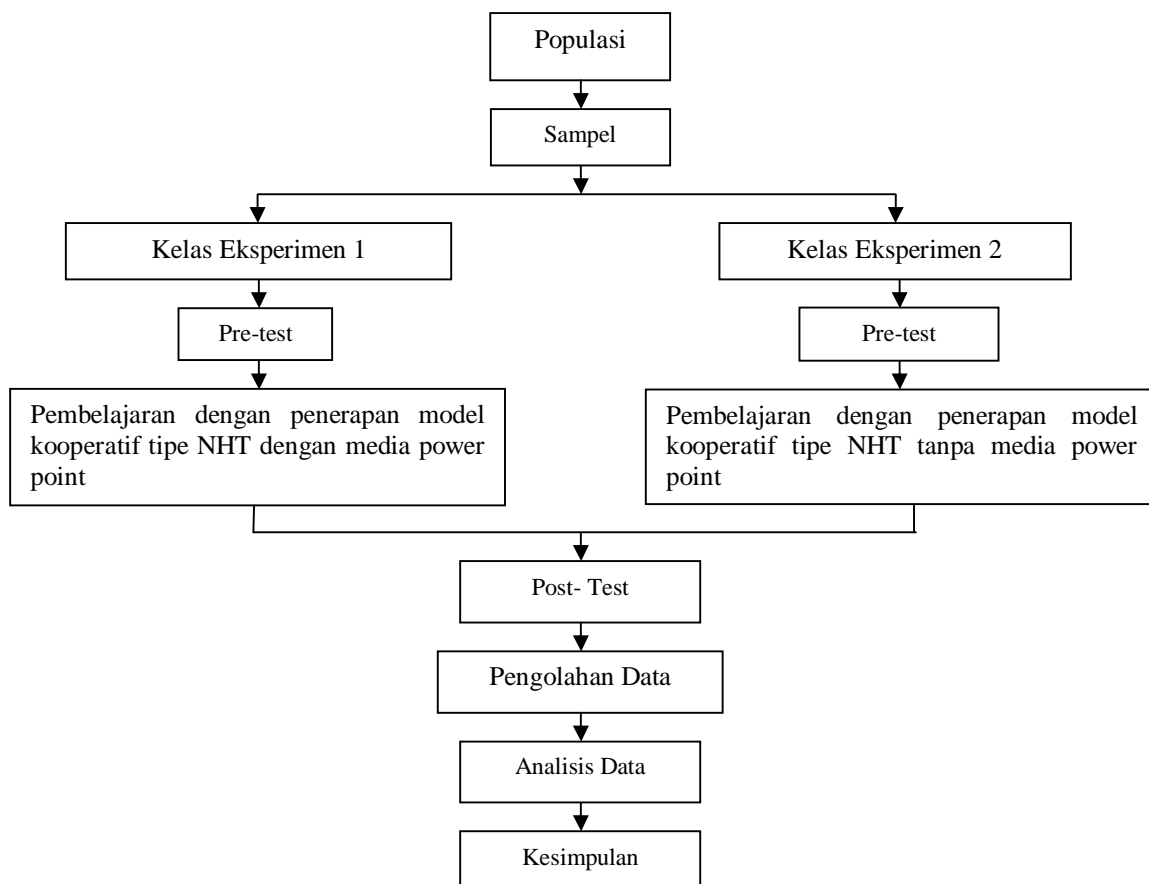 Populasi
Sampel
Kelas Eksperimen 1
Kelas Eksperimen 2
Pre-test
Pre-test
Pembelajaran dengan penerapan model
kooperatif tipe NHT dengan media power
point
Pembelajaran dengan penerapan model
kooperatif tipe NHT tanpa media power
point
Post- Test
Pengolahan Data
Analisis Data
Kesimpulan